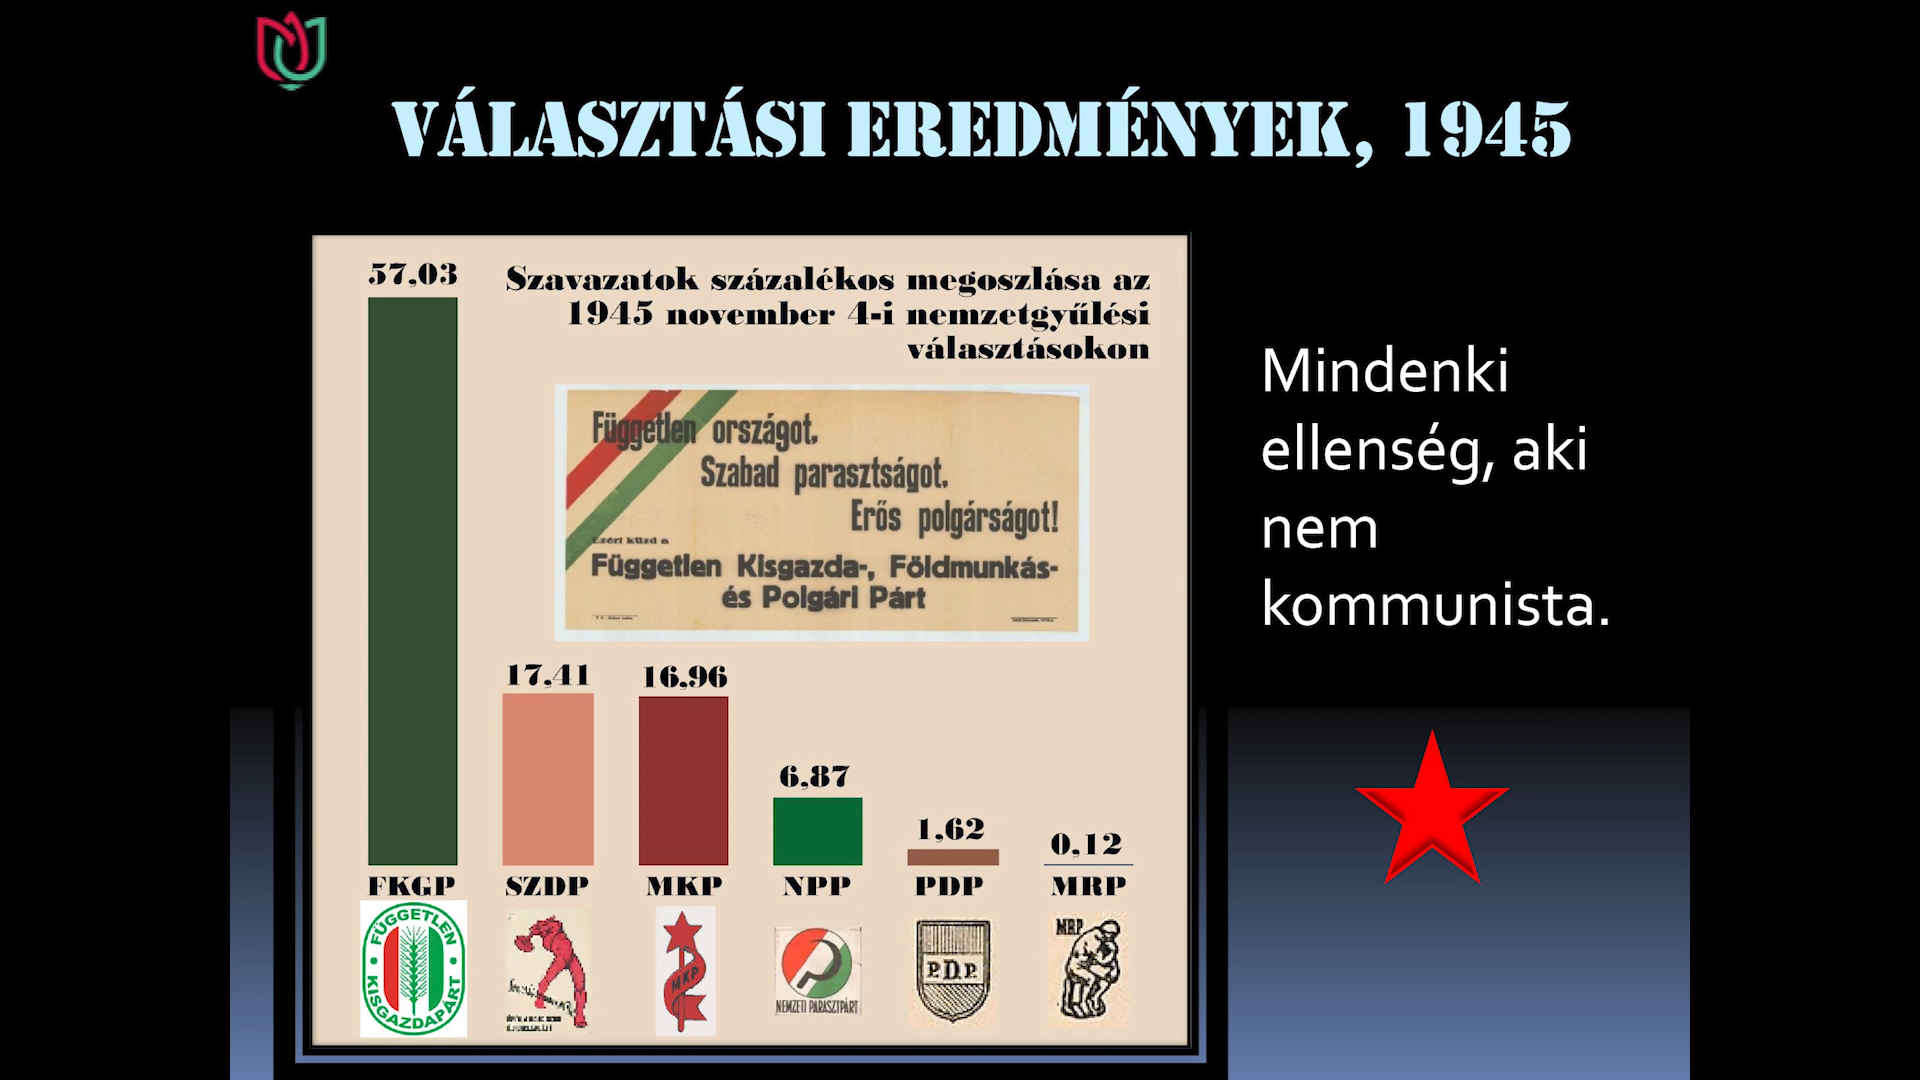 VÁLASZTÁSI EREDMÉNYEK, 1945
57,03
Szavazatok százalékos megoszlása az
1945 november 4-i nemzetgyűlési
választásokon
Független országot,
Szabad parasztságot,
Erős polgárságot!
Ezért küzd a
Független Kisgazda-, Földmunkás-
és Polgári Párt
Mindenki
ellenség, aki
nem
kommunista.
17,41
16,96
6,87
1,62
0,12
FKGP
SZDP
MKP
NPP
PDP
MRP
FÜGGETLEN
KISGAZDAPÁRT
MKP
NEMZETI PARASZTPÁRT
P.D.P.
MRP